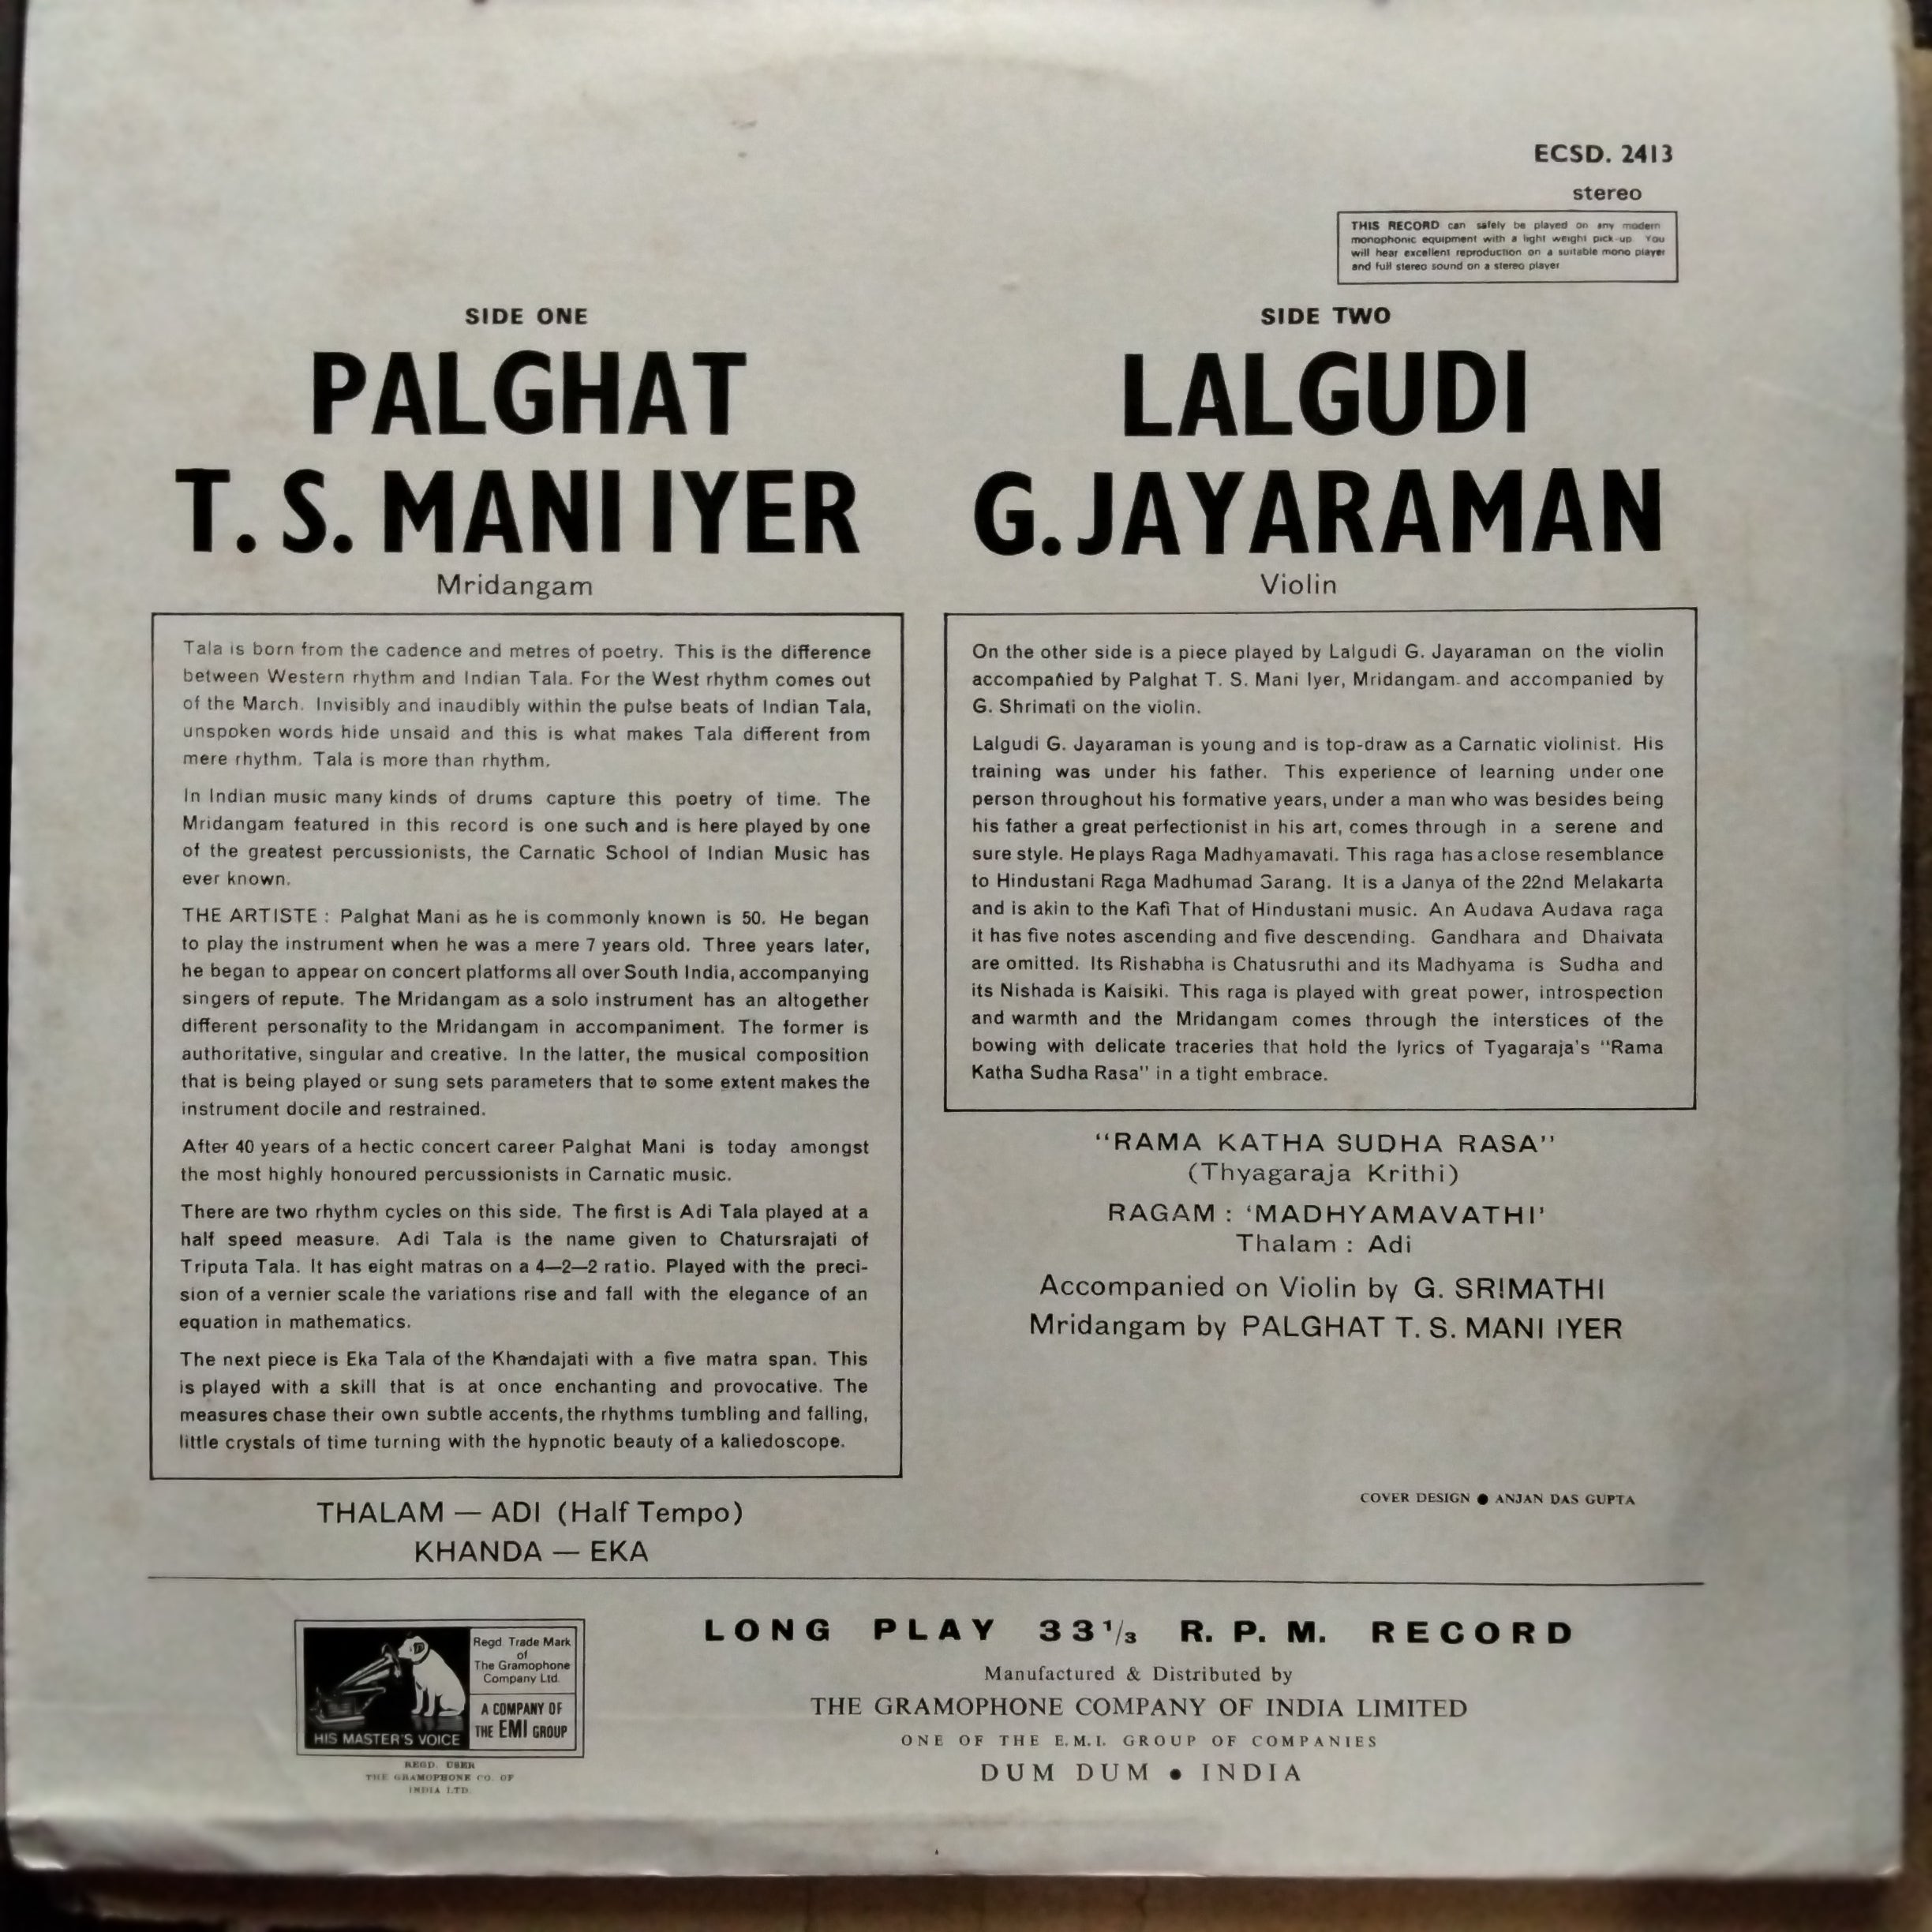 ECSD. 2413
stereo
THIS RECORD can safely be played on any modern
monophonic equipment with a light weight pick-up. You
will hear excellent reproduction on a suitable mono player
and full stereo sound on a stereo player
SIDE ONE
PALGHAT
T. S. MANI IYER
Mridangam
Tala is born from the cadence and metres of poetry. This is the difference
between Western rhythm and Indian Tala. For the West rhythm comes out
of the March. Invisibly and inaudibly within the pulse beats of Indian Tala,
unspoken words hide unsaid and this is what makes Tala different from
mere rhythm. Tala is more than rhythm.
In Indian music many kinds of drums capture this poetry of time. The
Mridangam featured in this record is one such and is here played by one
of the greatest percussionists, the Carnatic School of Indian Music has
ever known.
THE ARTISTE : Palghat Mani as he is commonly known is 50. He began
to play the instrument when he was a mere 7 years old. Three years later,
he began to appear on concert platforms all over South India, accompanying
singers of repute. The Mridangam as a solo instrument has an altogether
different personality to the Mridangam in accompaniment. The former is
authoritative, singular and creative. In the latter, the musical composition
that is being played or sung sets parameters that to some extent makes the
instrument docile and restrained.
After 40 years of a hectic concert career Palghat Mani is today amongst
the most highly honoured percussionists in Carnatic music.
There are two rhythm cycles on this side. The first is Adi Tala played at a
half speed measure. Adi Tala is the name given to Chatursrajati of
Triputa Tala. It has eight matras on a 4—2—2 ratio. Played with the preci-
sion of a vernier scale the variations rise and fall with the elegance of an
equation in mathematics.
The next piece is Eka Tala of the Khandajati with a five matra span. This
is played with a skill that is at once enchanting and provocative. The
measures chase their own subtle accents, the rhythms tumbling and falling,
little crystals of time turning with the hypnotic beauty of a kaliedoscope.
THALAM — ADI (Half Tempo)
KHANDA — EKA
SIDE TWO
LALGUDI
G. JAYARAMAN
Violin
On the other side is a piece played by Lalgudi G. Jayaraman on the violin
accompanied by Palghat T. S. Mani Iyer, Mridangam and accompanied by
G. Shrimati on the violin.
Lalgudi G. Jayaraman is young and is top-draw as a Carnatic violinist. His
training was under his father. This experience of learning under one
person throughout his formative years, under a man who was besides being
his father a great perfectionist in his art, comes through in a serene and
sure style. He plays Raga Madhyamavati. This raga has a close resemblance
to Hindustani Raga Madhumad Sarang. It is a Janya of the 22nd Melakarta
and is akin to the Kafi That of Hindustani music. An Audava Audava raga
it has five notes ascending and five descending. Gandhara and Dhaivata
are omitted. Its Rishabha is Chatusruthi and its Madhyama is Sudha and
its Nishada is Kaisiki. This raga is played with great power, introspection
and warmth and the Mridangam comes through the interstices of the
bowing with delicate traceries that hold the lyrics of Tyagaraja's "Rama
Katha Sudha Rasa" in a tight embrace.
"RAMA KATHA SUDHA RASA"
(Thyagaraja Krithi)
RAGAM : 'MADHYAMAVATHI'
Thalam : Adi
Accompanied on Violin by G. SRIMATHI
Mridangam by PALGHAT T. S. MANI IYER
COVER DESIGN ● ANJAN DAS GUPTA
HIS MASTER'S VOICE
Regd. Trade Mark
of
The Gramophone
Company Ltd.
A COMPANY OF
THE EMI GROUP
REGD. USER
THE GRAMOPHONE CO. OF
INDIA LTD.
LONG PLAY 33 1/3 R. P. M. RECORD
Manufactured & Distributed by
THE GRAMOPHONE COMPANY OF INDIA LIMITED
ONE OF THE E.M.I. GROUP OF COMPANIES
DUM DUM ● INDIA